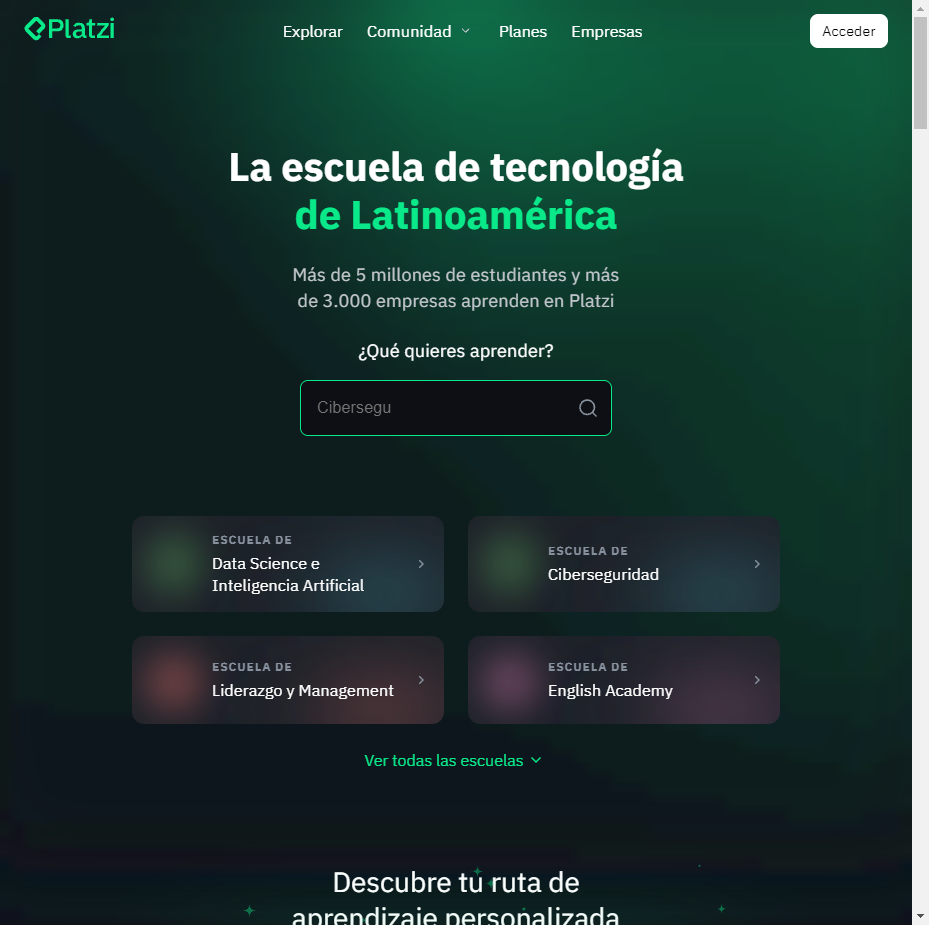 Platzi
Explorar
Comunidad
Planes
Empresas
Acceder
La escuela de tecnología
de Latinoamérica
Más de 5 millones de estudiantes y más
de 3.000 empresas aprenden en Platzi
¿Qué quieres aprender?
Cibersegu
ESCUELA DE
Data Science e
Inteligencia Artificial
ESCUELA DE
Ciberseguridad
ESCUELA DE
Liderazgo y Management
ESCUELA DE
English Academy
Ver todas las escuelas
Descubre tu ruta de
aprendizaje personalizada